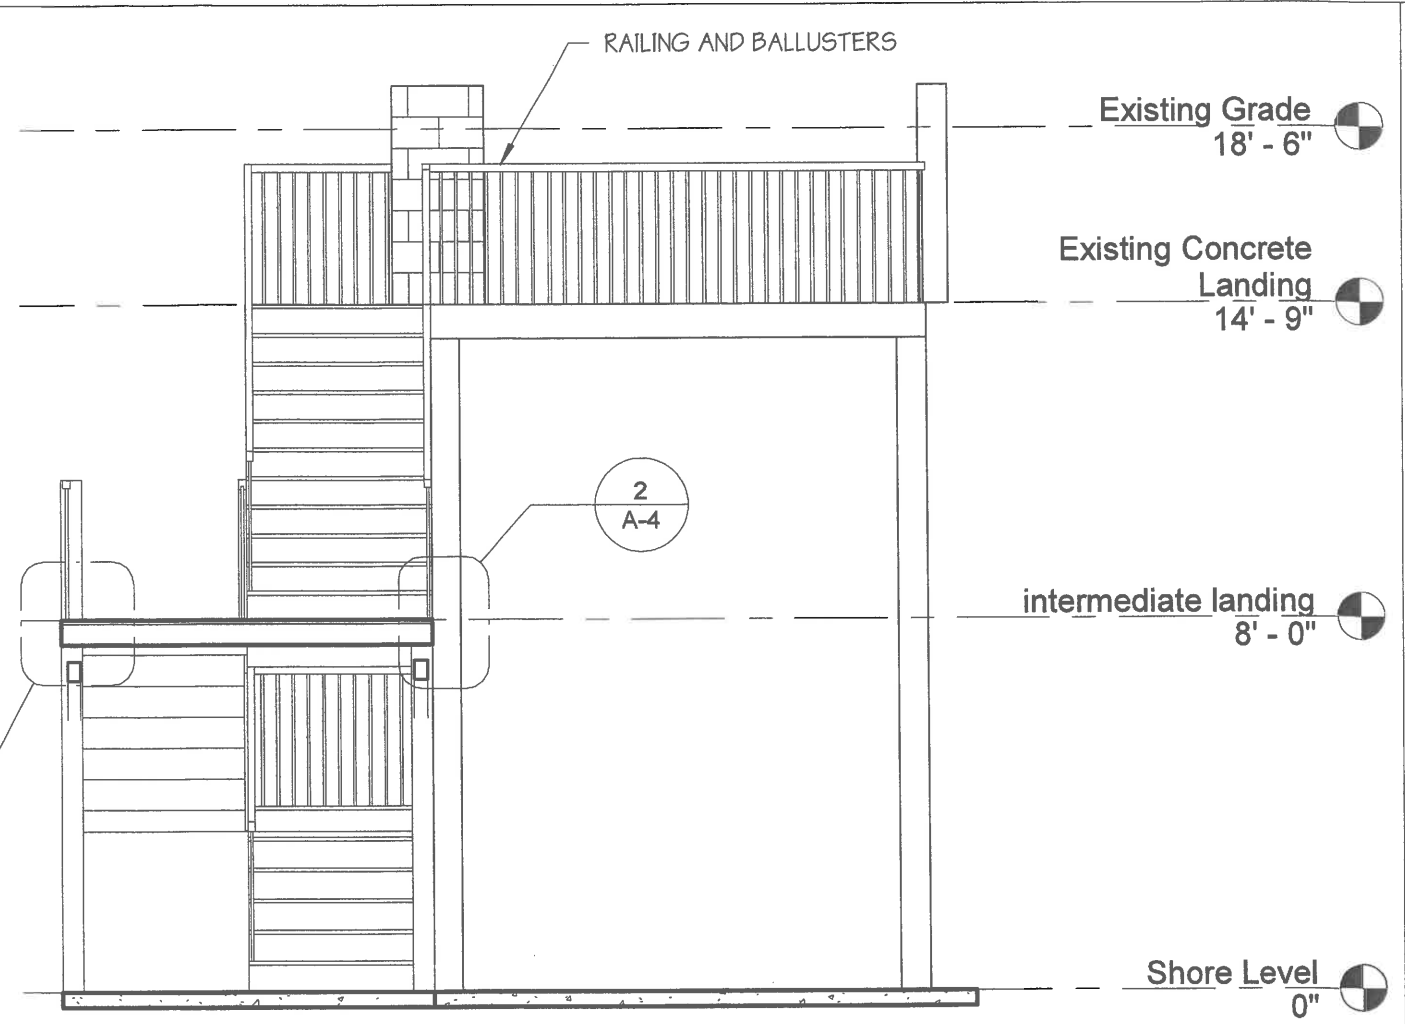 RAILING AND BALLUSTERS
Existing Grade
18' - 6"
Existing Concrete
Landing
14' - 9"
2
A-4
intermediate landing
8' - 0"
Shore Level
0"